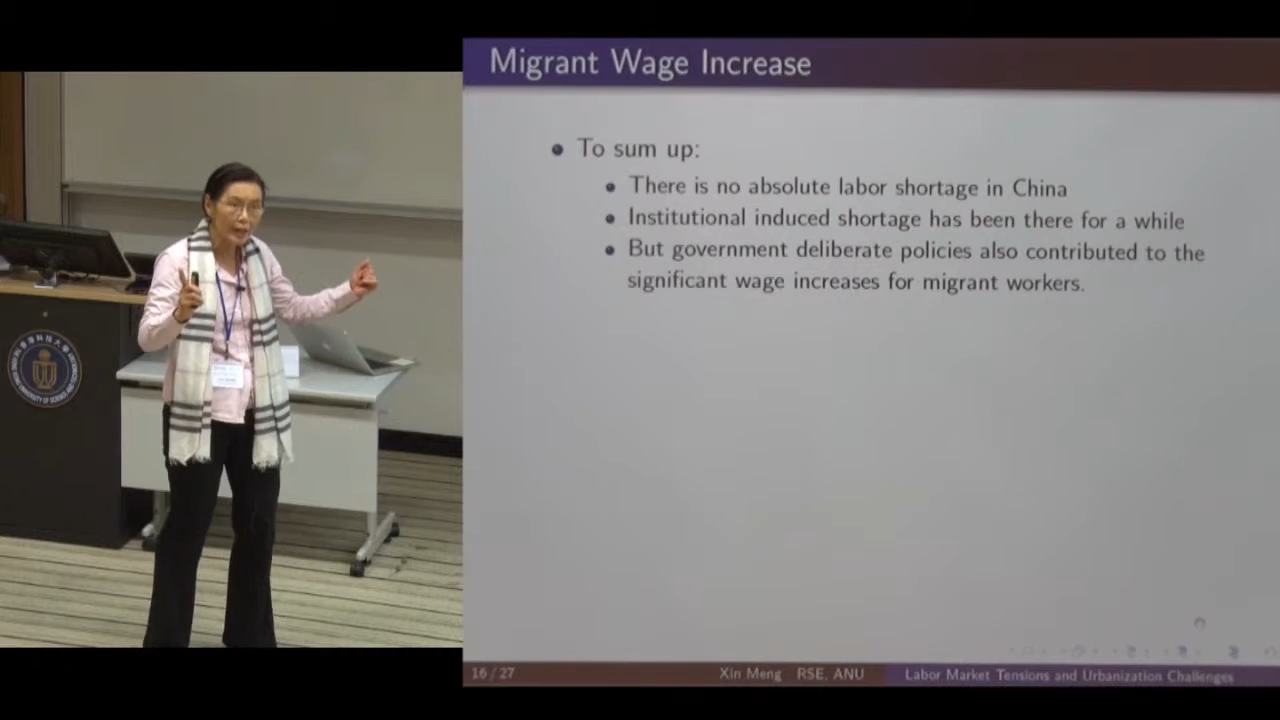 Migrant Wage Increase
To sum up:
There is no absolute labor shortage in China
Institutional induced shortage has been there for a while
But government deliberate policies also contributed to the
significant wage increases for migrant workers.
16 / 27
Xin Meng RSE, ANU
Labor Market Tensions and Urbanization Challenges